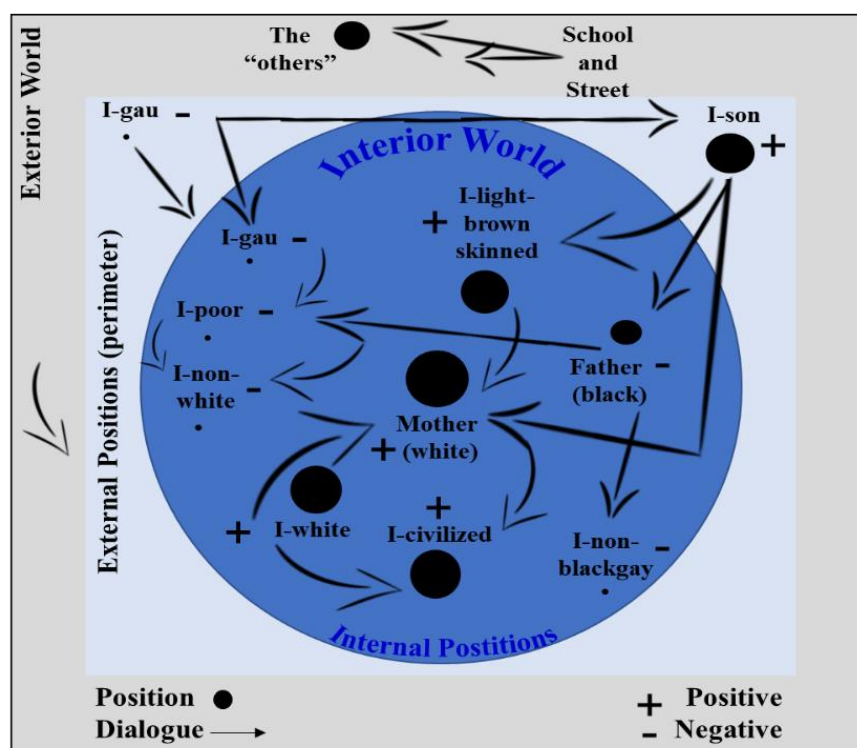 Exterior World
The
“others”
School
and
Street
I-gau -
I-son
+
Interior World
+ I-light-
brown
skinned
I-gau -
I-poor -
I-non-
white -
Father -
(black)
Mother
+ (white)
External Positions (perimeter)
+ I-white
+
I-civilized
I-non- -
blackgay
Internal Postitions
Position
Dialogue
+ Positive
- Negative